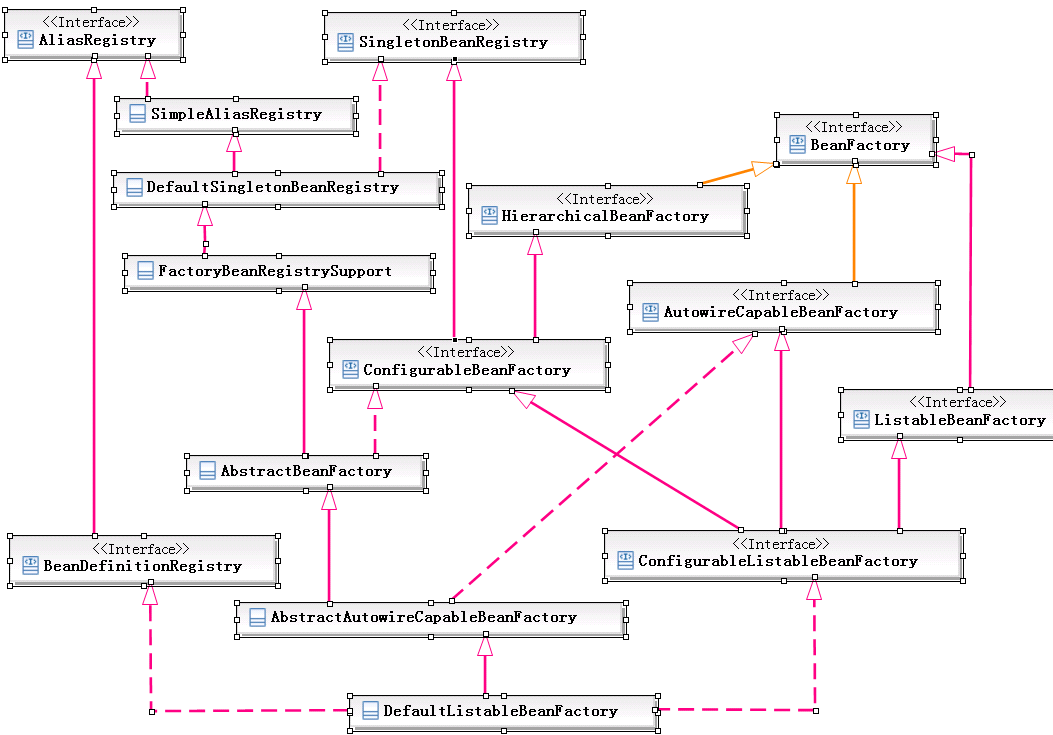 <<Interface>>
AliasRegistry
<<Interface>>
SingletonBeanRegistry
SimpleAliasRegistry
<<Interface>>
BeanFactory
DefaultSingletonBeanRegistry
<<Interface>>
HierarchicalBeanFactory
FactoryBeanRegistrySupport
<<Interface>>
AutowireCapableBeanFactory
<<Interface>>
ConfigurableBeanFactory
<<Interface>>
ListableBeanFactory
AbstractBeanFactory
<<Interface>>
BeanDefinitionRegistry
<<Interface>>
ConfigurableListableBeanFactory
AbstractAutowireCapableBeanFactory
DefaultListableBeanFactory